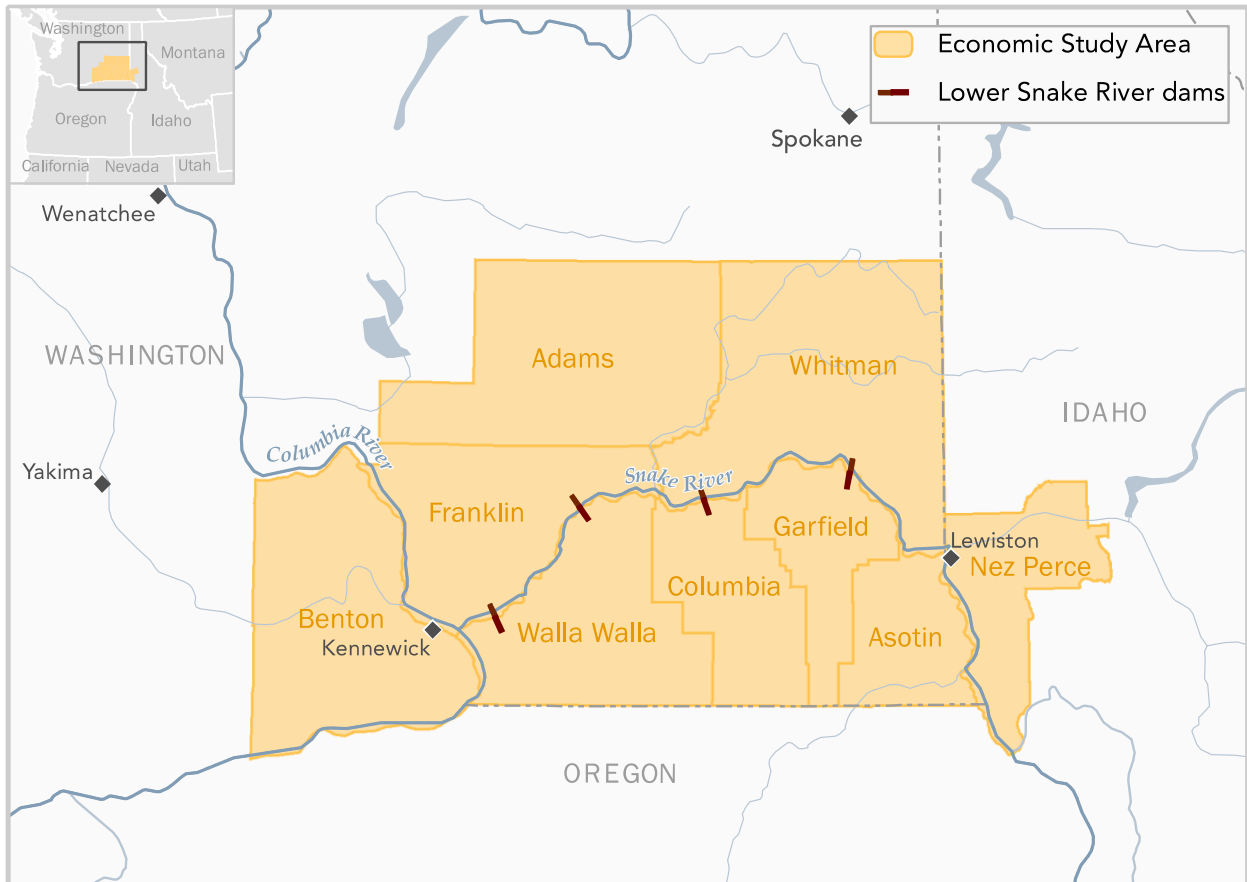 Washington
Montana
Oregon
Idaho
California
Nevada
Utah
Economic Study Area
Lower Snake River dams
Spokane
Wenatchee
WASHINGTON
Adams
Whitman
IDAHO
Columbia River
Yakima
Snake River
Franklin
Garfield
Lewiston
Nez Perce
Columbia
Benton
Kennewick
Walla Walla
Asotin
OREGON